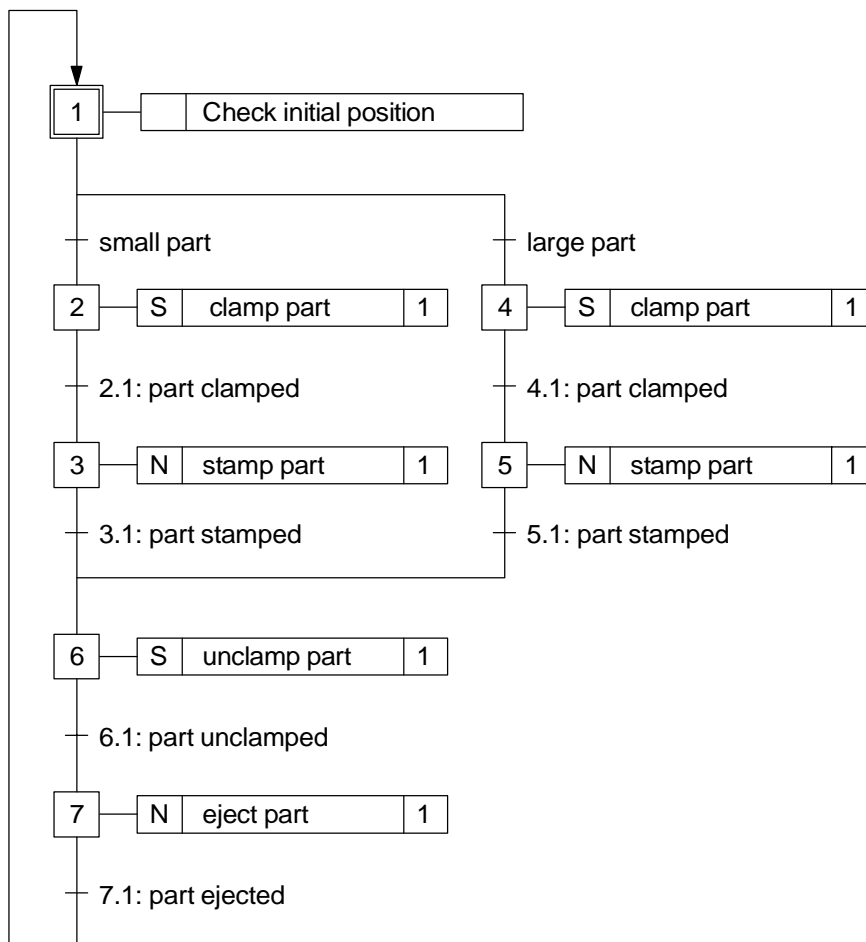 1 Check initial position
small part large part
2 S clamp part 1 4 S clamp part 1
2.1: part clamped 4.1: part clamped
3 N stamp part 1 5 N stamp part 1
3.1: part stamped 5.1: part stamped
6 S unclamp part 1
6.1: part unclamped
7 N eject part 1
7.1: part ejected